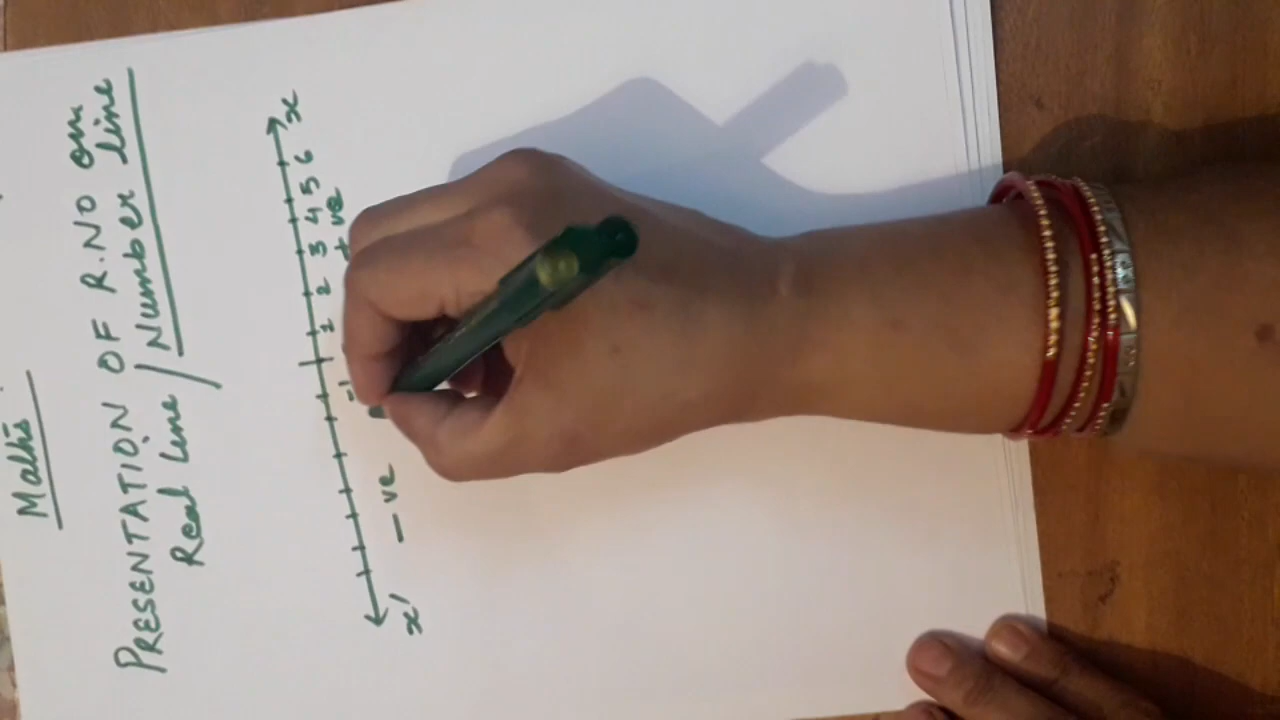 Maths
PRESENTATION OF R.NO on
Real Line / Number line
1 2 3 4 5 6
x' -ve -1 +ve x